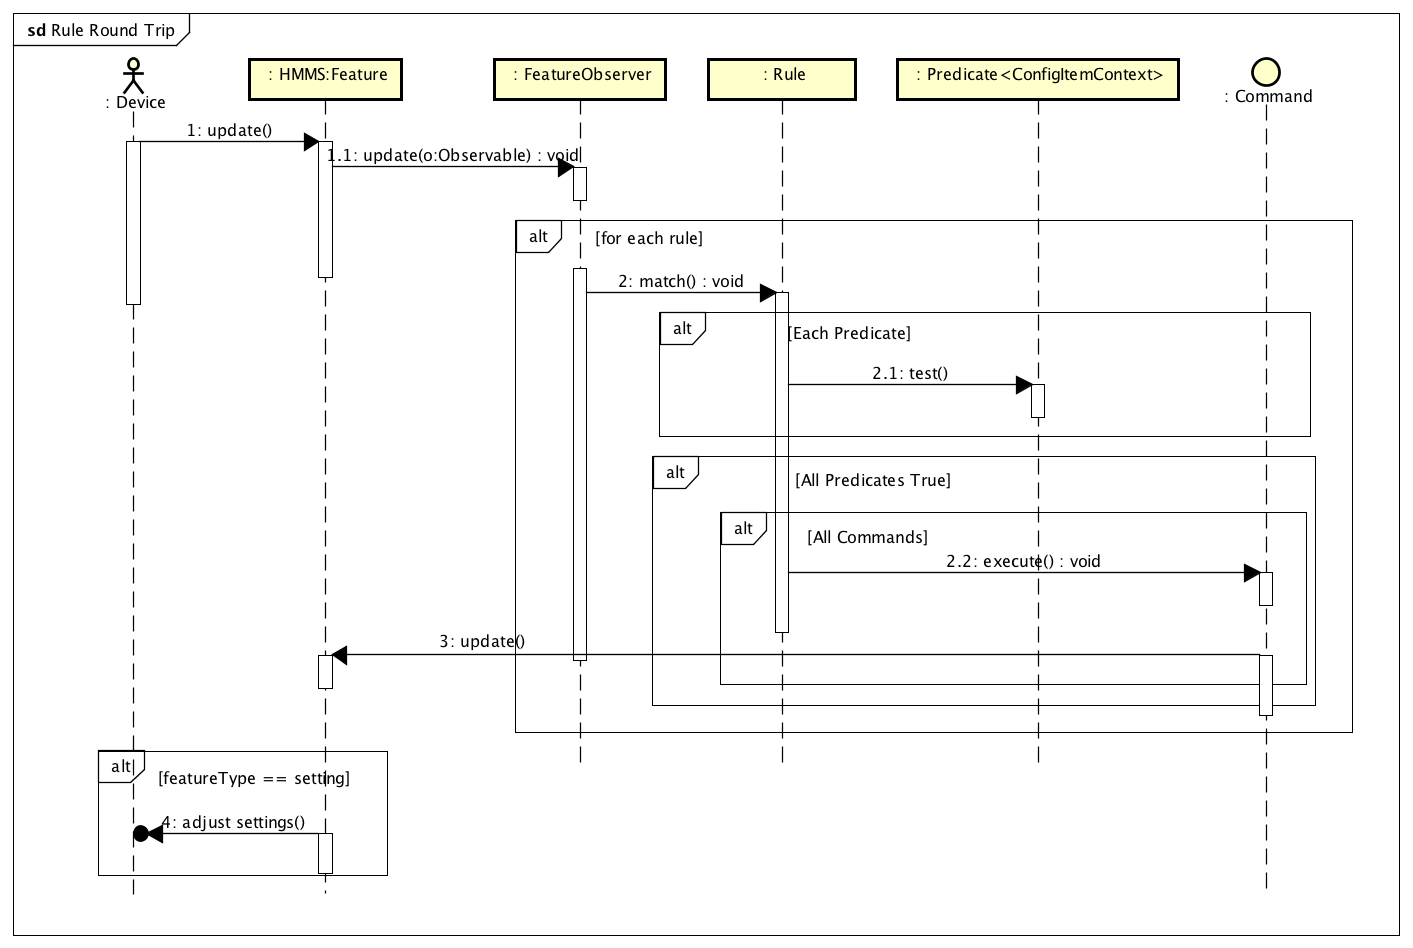 sd Rule Round Trip
: Device
: HMMS:Feature
: FeatureObserver
: Rule
: Predicate<ConfigItemContext>
: Command
1: update()
1.1: update(o:Observable) : void
alt
[for each rule]
2: match() : void
alt
[Each Predicate]
2.1: test()
alt
[All Predicates True]
alt
[All Commands]
2.2: execute() : void
3: update()
alt
[featureType == setting]
4: adjust settings()